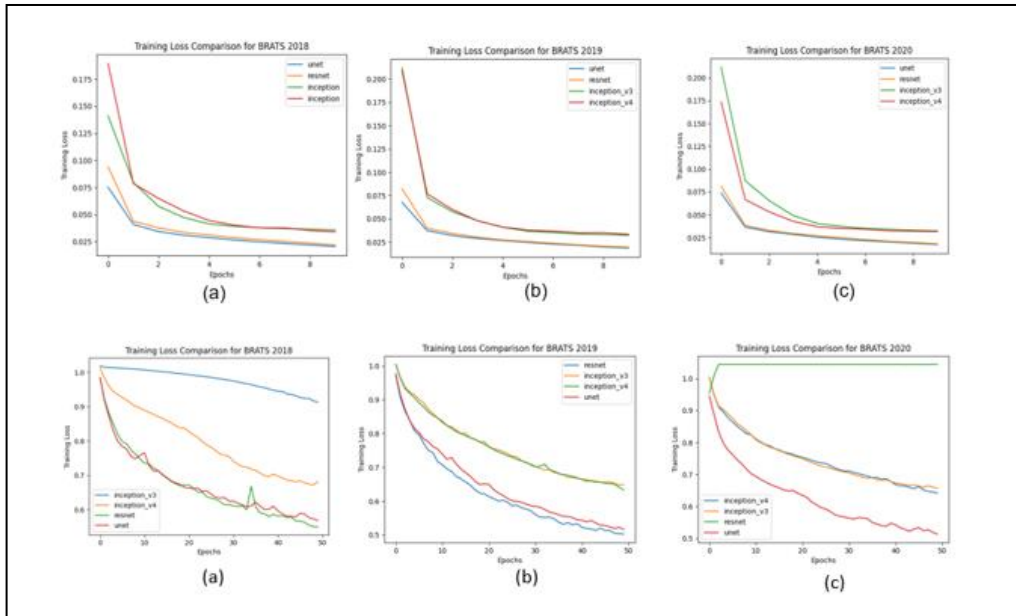 Training Loss Comparison for BRATS 2018
0.175
0.150
0.125
0.100
0.075
0.050
0.025
Training Loss
unet
resnet
inception
inception
0 2 4 6 8
Epochs
(a)
Training Loss Comparison for BRATS 2019
0.200
0.175
0.150
0.125
0.100
0.075
0.050
0.025
Training Loss
unet
resnet
inception_v3
inception_v4
0 2 4 6 8
Epochs
(b)
Training Loss Comparison for BRATS 2020
0.200
0.175
0.150
0.125
0.100
0.075
0.050
0.025
Training Loss
unet
resnet
inception_v3
inception_v4
0 2 4 6 8
Epochs
(c)
Training Loss Comparison for BRATS 2018
1.0
0.9
0.8
0.7
0.6
Training Loss
inception_v3
inception_v4
resnet
unet
0 10 20 30 40 50
Epochs
(a)
Training Loss Comparison for BRATS 2019
1.0
0.9
0.8
0.7
0.6
0.5
Training Loss
resnet
inception_v3
inception_v4
unet
0 10 20 30 40 50
Epochs
(b)
Training Loss Comparison for BRATS 2020
1.0
0.9
0.8
0.7
0.6
0.5
Training Loss
inception_v4
inception_v3
resnet
unet
0 10 20 30 40 50
Epochs
(c)